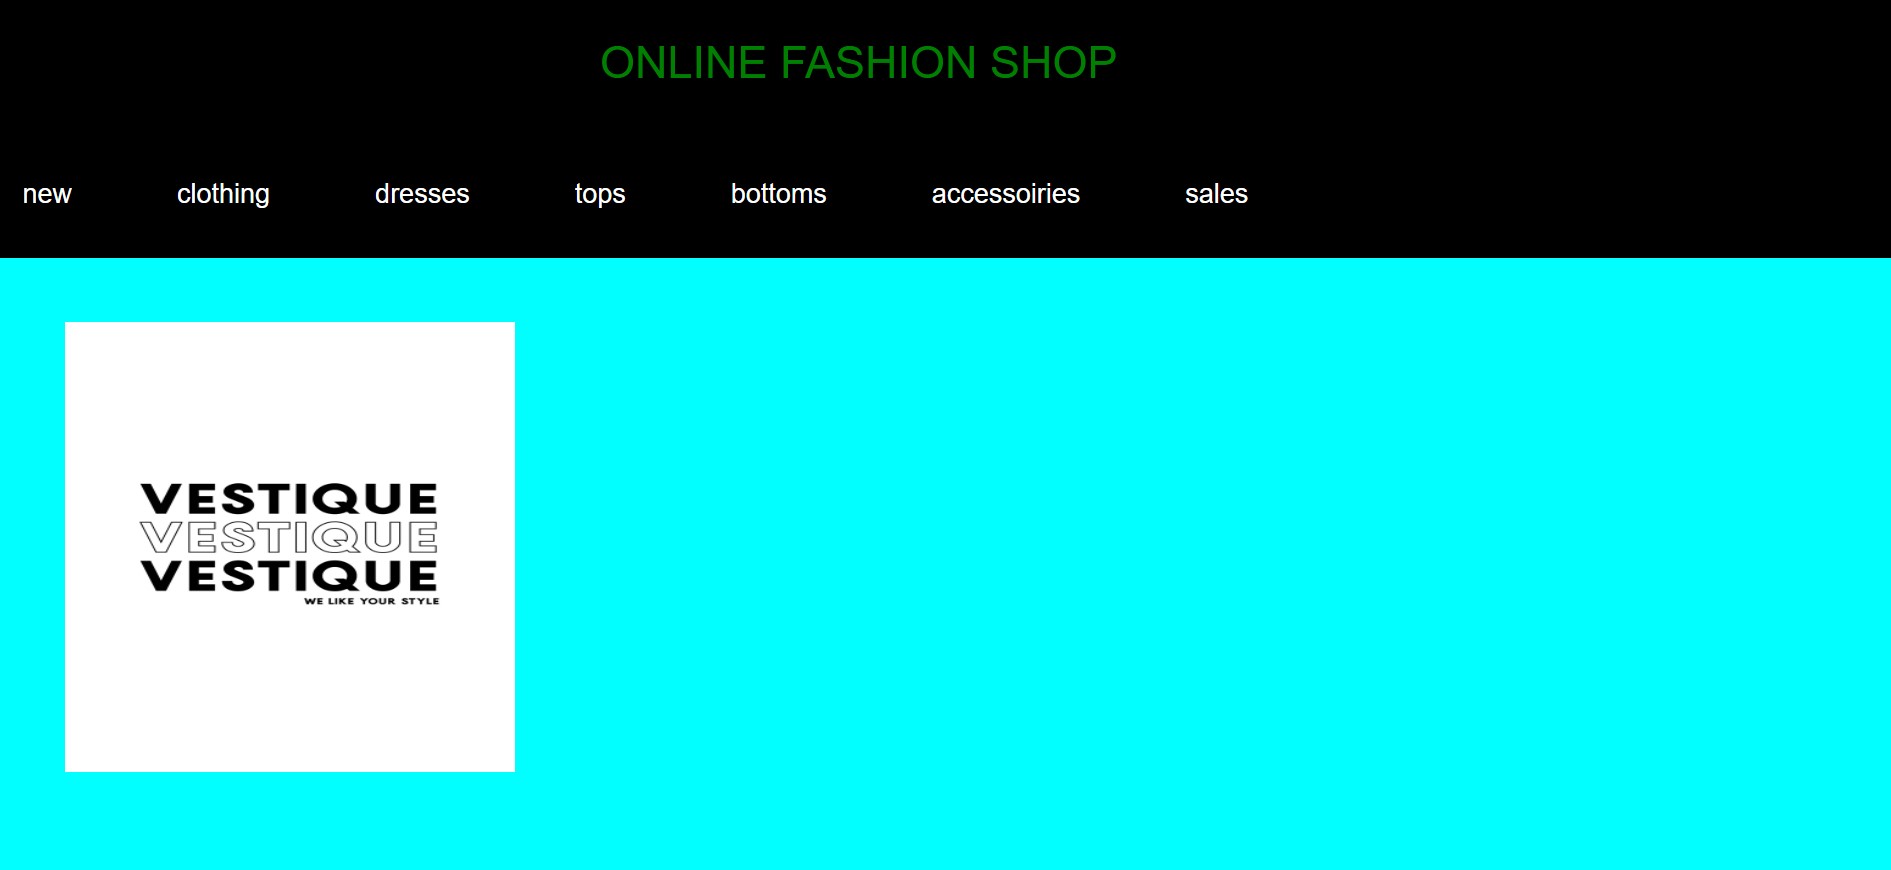 ONLINE FASHION SHOP
new clothing dresses tops bottoms accessoiries sales
VESTIQUE
VESTIQUE
VESTIQUE
WE LIKE YOUR STYLE